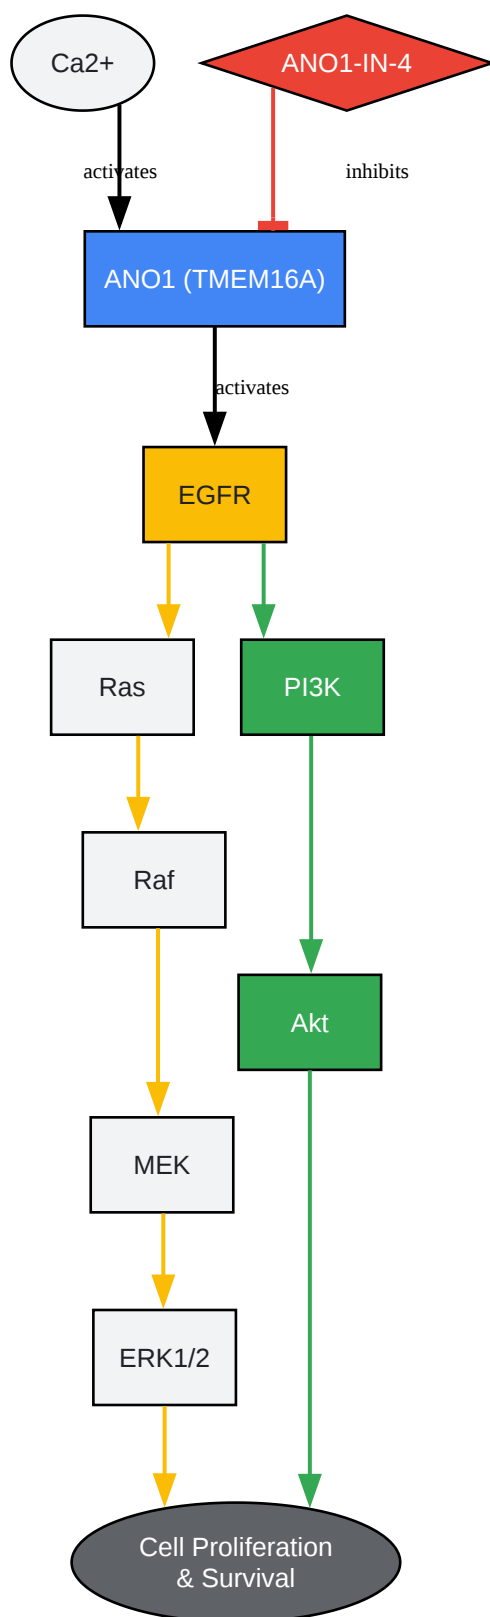 Ca2+
ANO1-IN-4
activates
inhibits
ANO1 (TMEM16A)
activates
EGFR
Ras
PI3K
Raf
Akt
MEK
ERK1/2
Cell Proliferation
& Survival